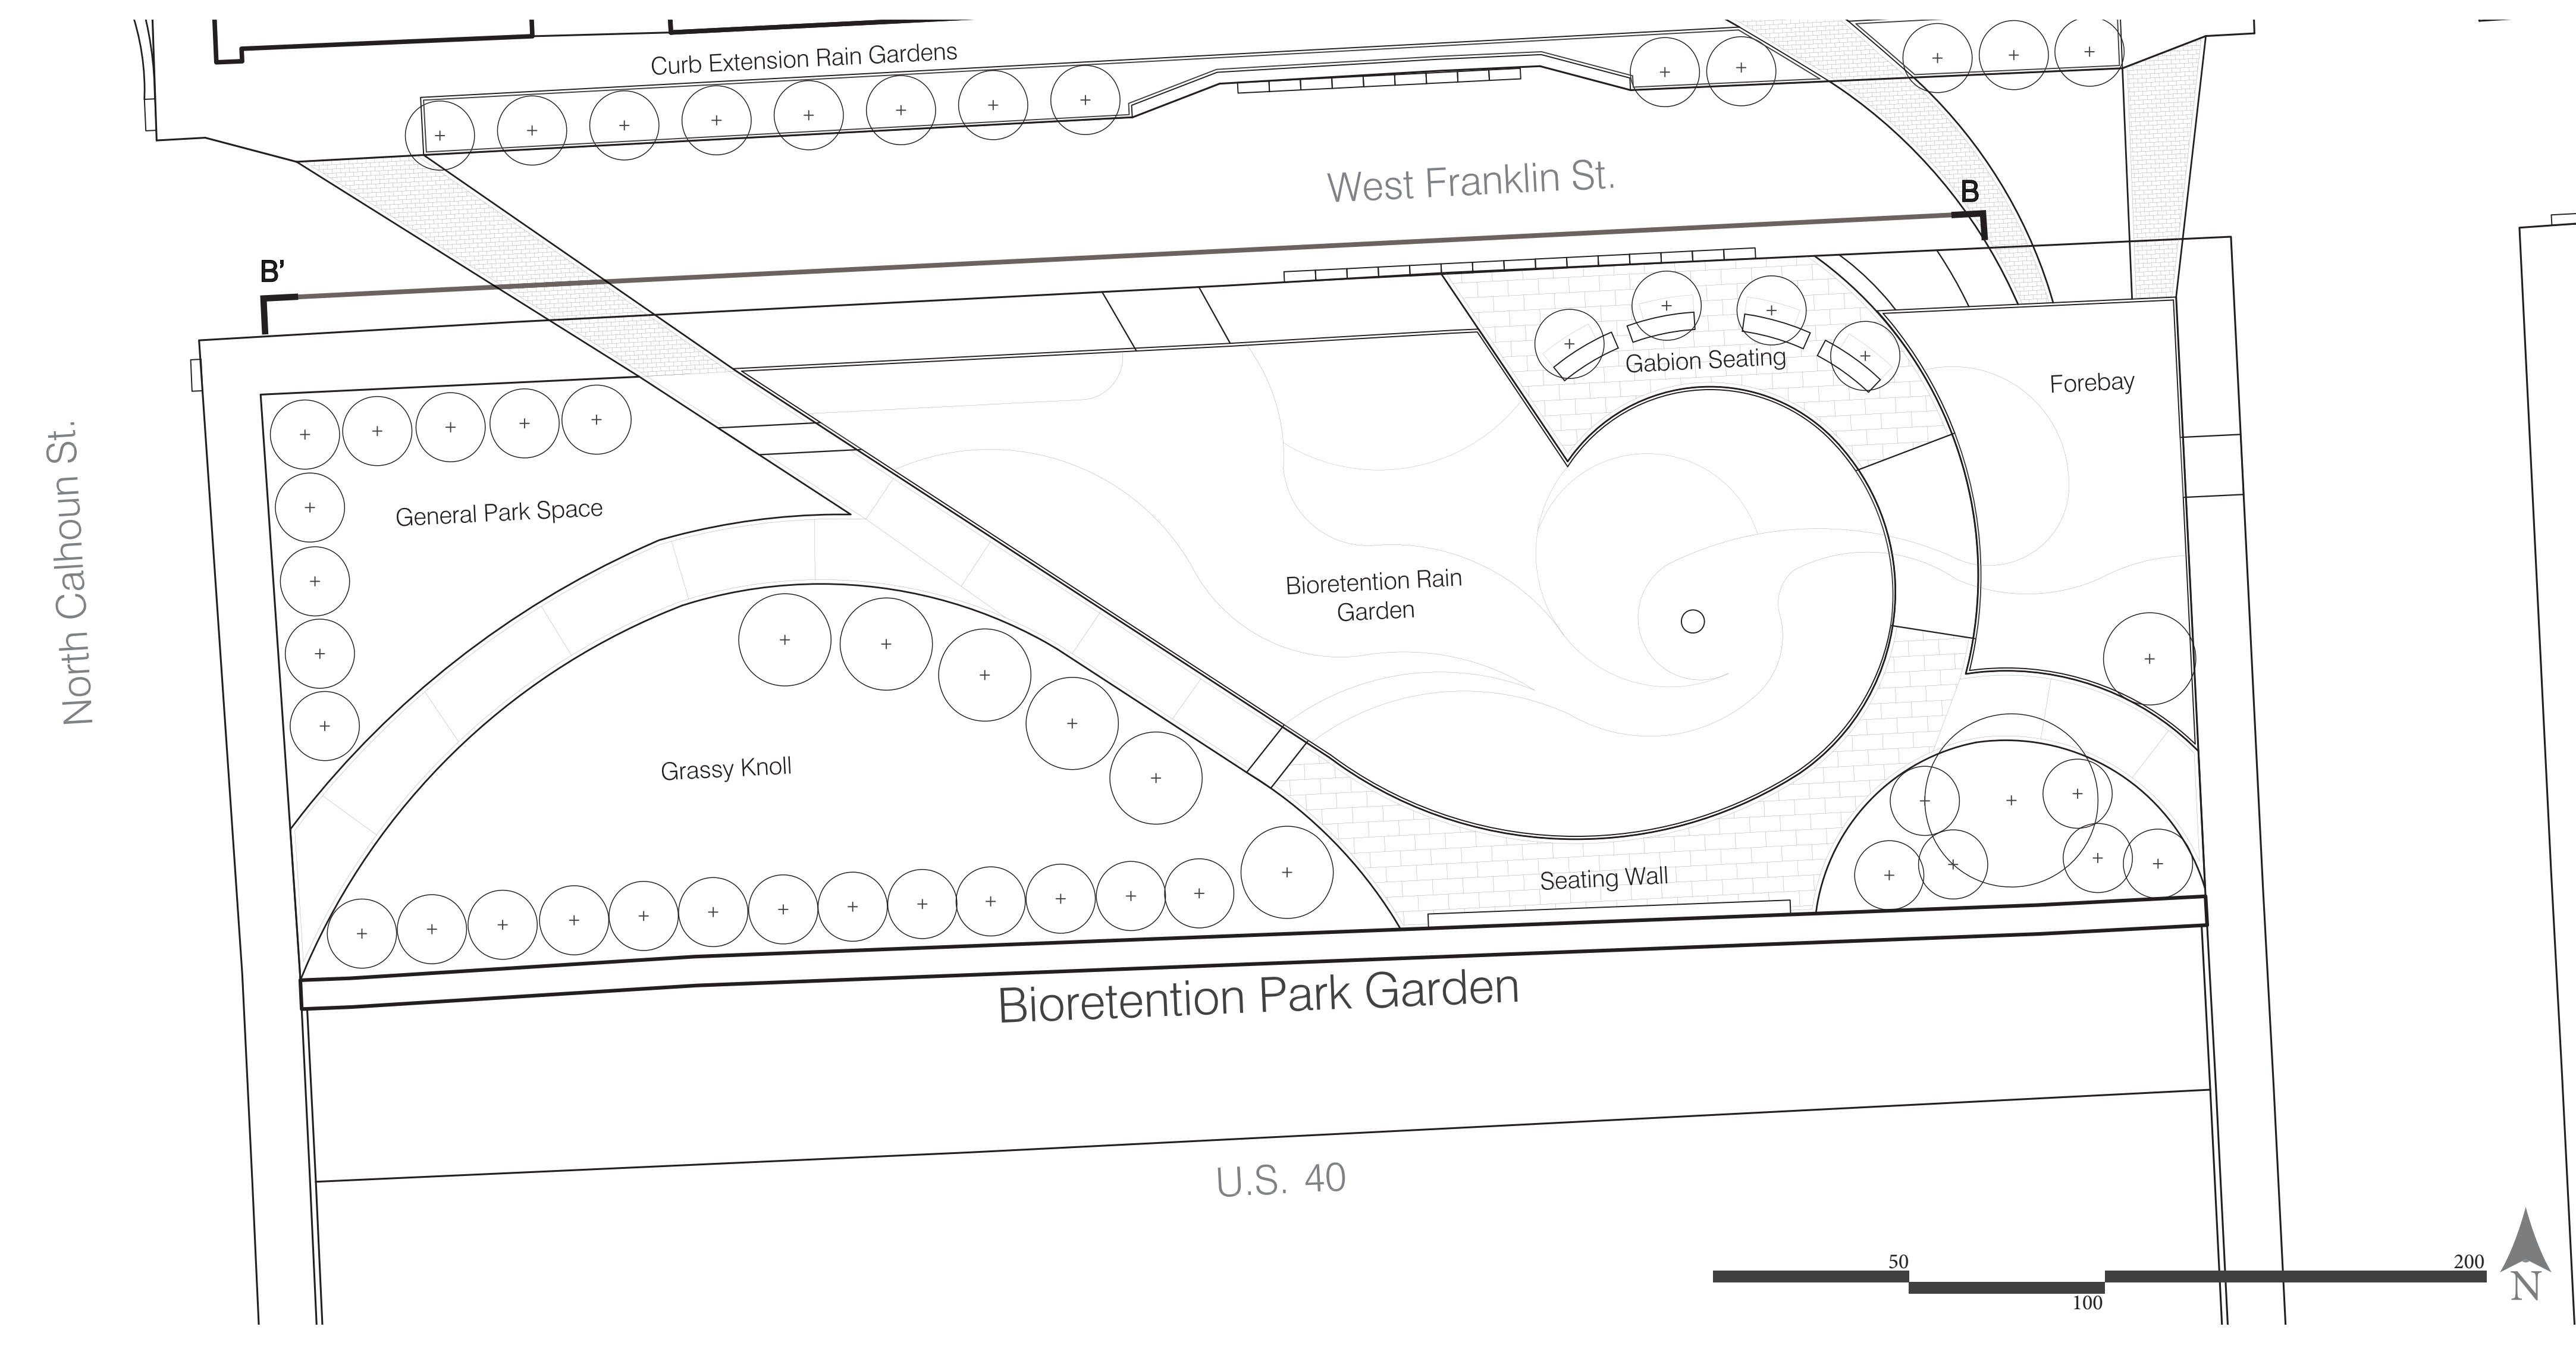 Curb Extension Rain Gardens
West Franklin St.
B
B’
Gabion Seating
Forebay
North Calhoun St.
General Park Space
Bioretention Rain
Garden
Grassy Knoll
Seating Wall
Bioretention Park Garden
U.S. 40
50
200
100
N